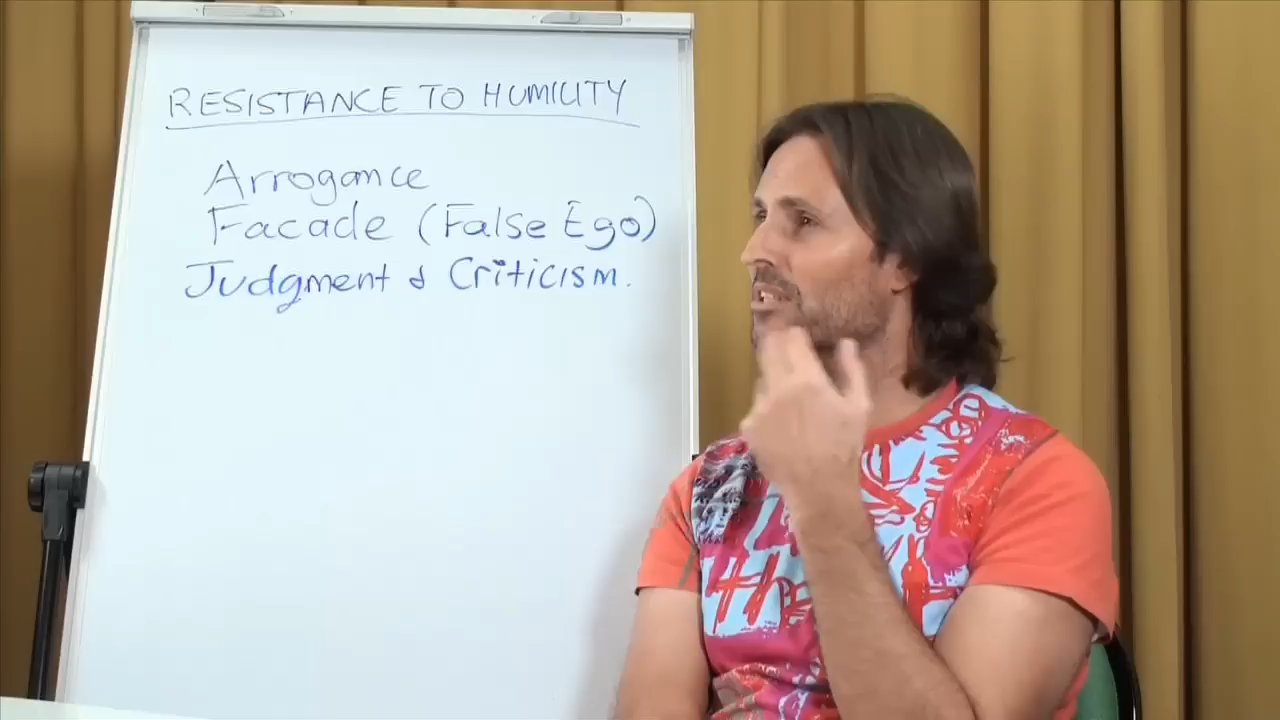 RESISTANCE TO HUMILITY
Arrogance
Facade (False Ego)
Judgment & Criticism.